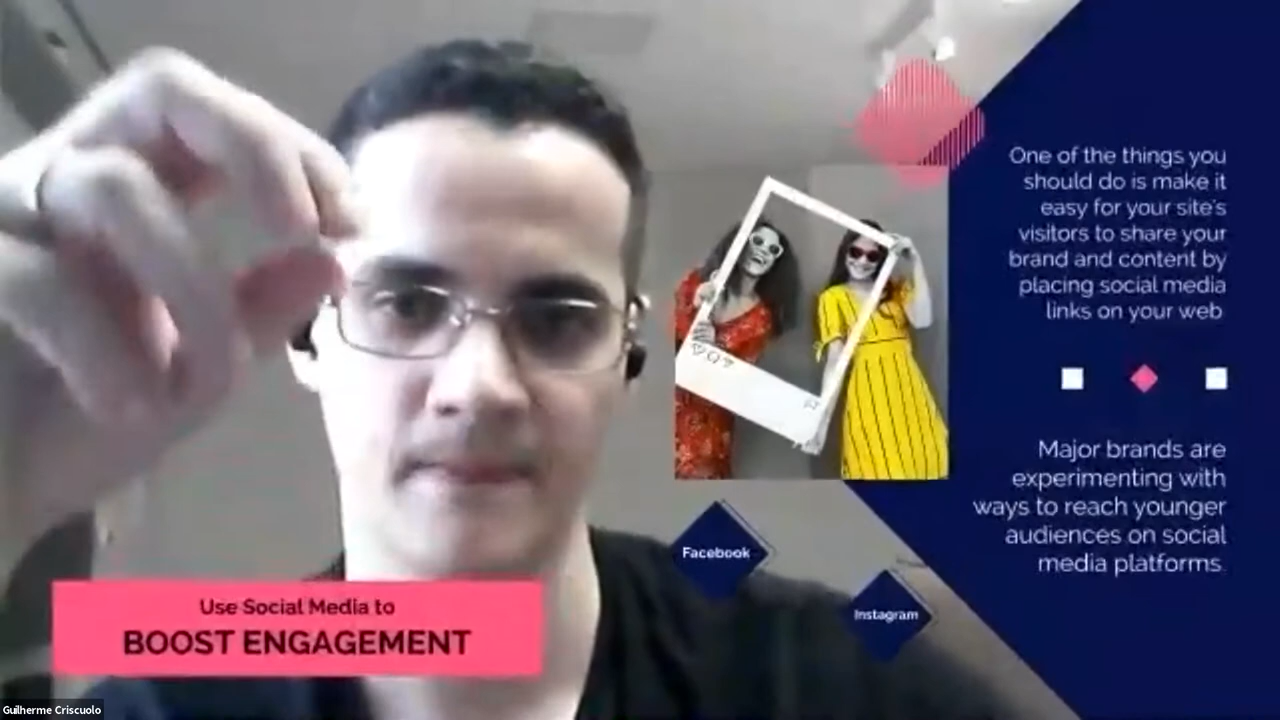 One of the things you
should do is make it
easy for your site's
visitors to share your
brand and content by
placing social media
links on your web
Major brands are
experimenting with
ways to reach younger
audiences on social
media platforms
Facebook
Instagram
Use Social Media to
BOOST ENGAGEMENT
Guilherme Criscuolo